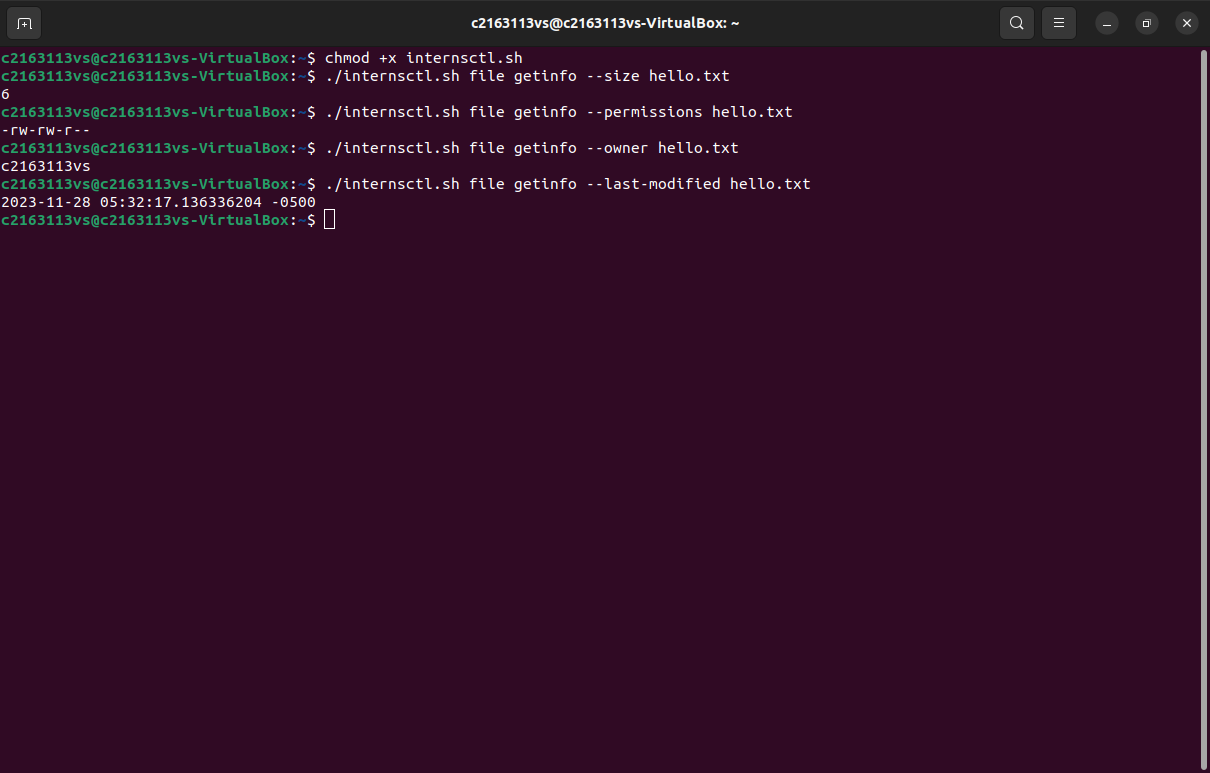 c2163113vs@c2163113vs-VirtualBox: ~
c2163113vs@c2163113vs-VirtualBox:~$ chmod +x internsctl.sh
c2163113vs@c2163113vs-VirtualBox:~$ ./internsctl.sh file getinfo --size hello.txt
6
c2163113vs@c2163113vs-VirtualBox:~$ ./internsctl.sh file getinfo --permissions hello.txt
-rw-rw-r--
c2163113vs@c2163113vs-VirtualBox:~$ ./internsctl.sh file getinfo --owner hello.txt
c2163113vs
c2163113vs@c2163113vs-VirtualBox:~$ ./internsctl.sh file getinfo --last-modified hello.txt
2023-11-28 05:32:17.136336204 -0500
c2163113vs@c2163113vs-VirtualBox:~$